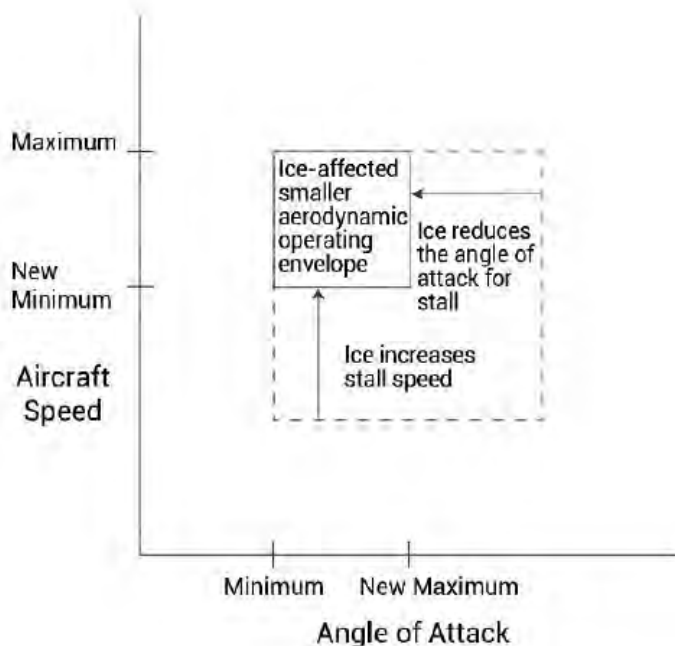 Maximum
Ice-affected
smaller
aerodynamic
operating
envelope
Ice reduces
the angle of
attack for
stall
New
Minimum
Ice increases
stall speed
Aircraft
Speed
Minimum
New Maximum
Angle of Attack